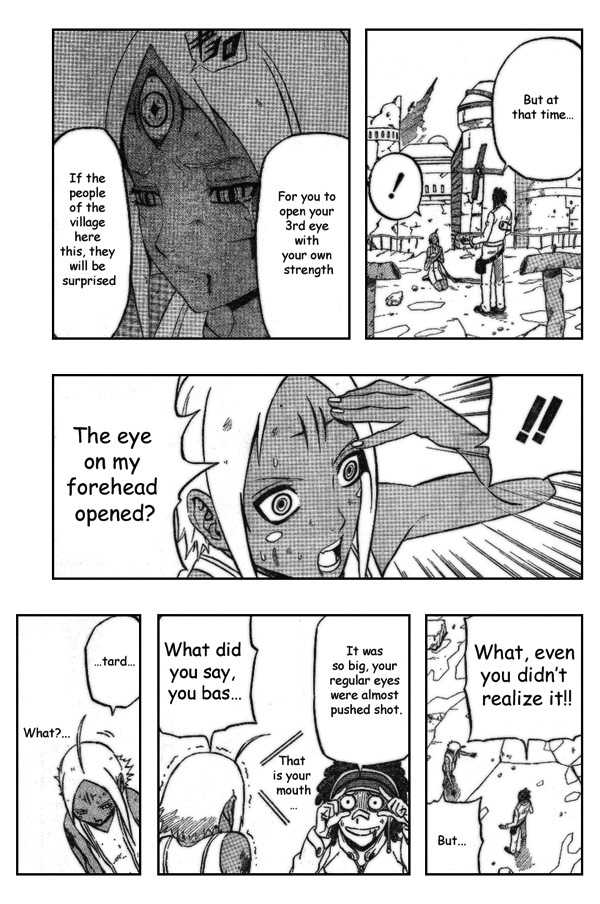 But at
that time...
!
ギョロ
For you to
open your
3rd eye
with
your own
strength
If the
people
of the
village
here
this, they
will be
surprised
!!
The eye
on my
forehead
opened?
What, even
you didn't
realize it!!
But...
It was
so big, your
regular eyes
were almost
pushed shot.
That
is your
mouth
...
What did
you say,
you bas...
...tard...
What?...